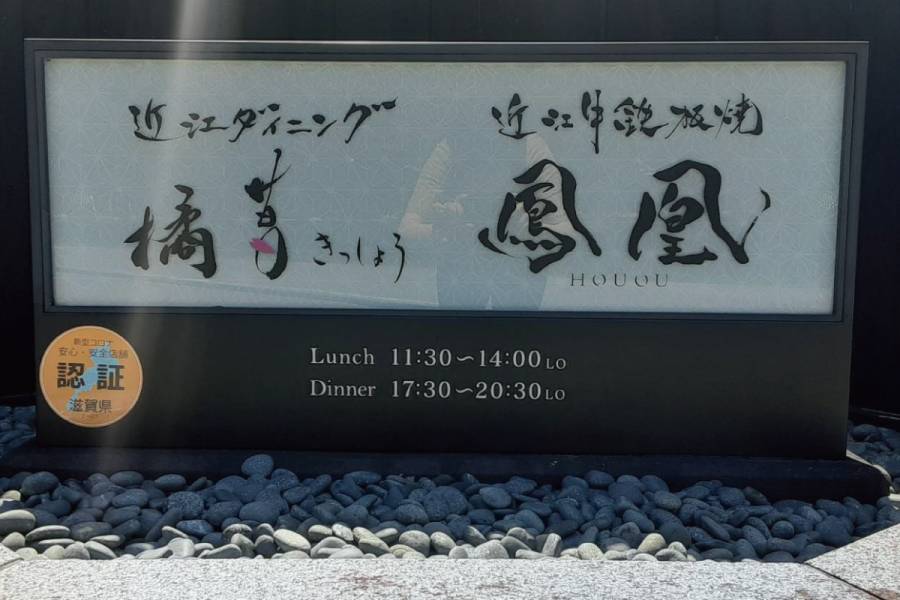 近江ダイニング
橘菖 きっしょう
近江牛鉄板焼
鳳凰
HOUOU
Lunch 11:30〜14:00LO
Dinner 17:30〜20:30LO
新型コロナ
安心・安全店舗
認証
滋賀県